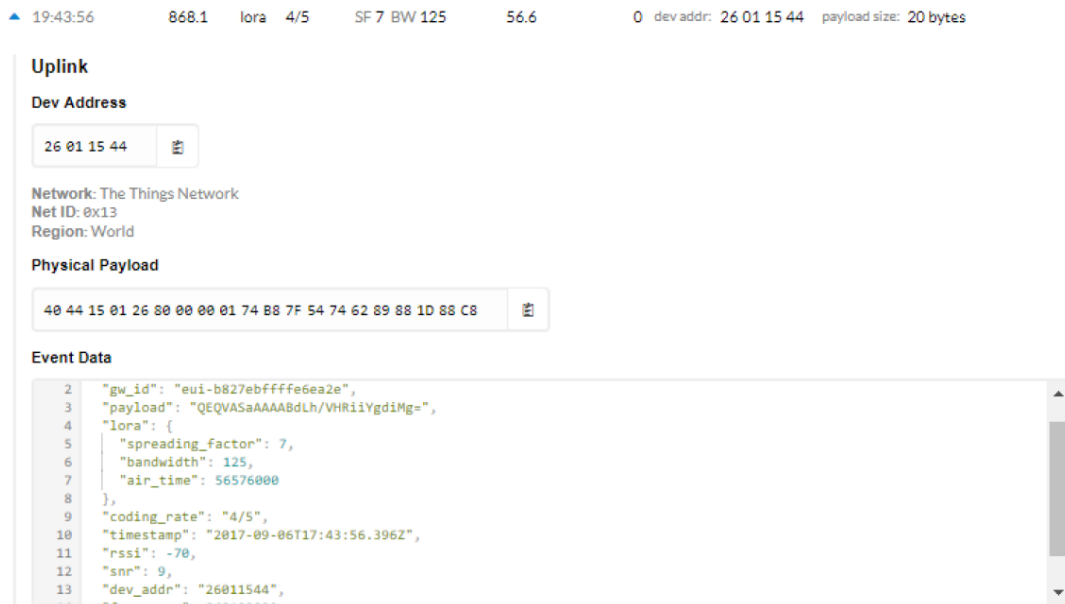 19:43:56 868.1 lora 4/5 SF 7 BW 125 56.6 0 dev addr: 26 01 15 44 payload size: 20 bytes
Uplink
Dev Address
26 01 15 44
Network: The Things Network
Net ID: 0x13
Region: World
Physical Payload
40 44 15 01 26 80 00 00 01 74 B8 7F 54 74 62 89 88 1D 88 C8
Event Data
2 "gw_id": "eui-b827ebffffe6ea2e",
3 "payload": "QEQVASaAAAABdLh/VHRiiYgdiMg=",
4 "lora": {
5 "spreading_factor": 7,
6 "bandwidth": 125,
7 "air_time": 56576000
8 },
9 "coding_rate": "4/5",
10 "timestamp": "2017-09-06T17:43:56.396Z",
11 "rssi": -70,
12 "snr": 9,
13 "dev_addr": "26011544",